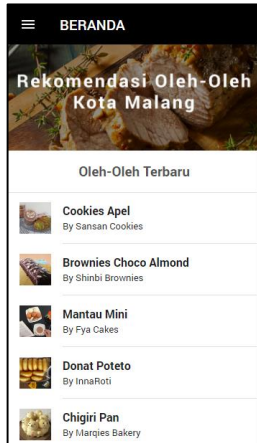 BERANDA
Rekomendasi Oleh-Oleh
Kota Malang
Oleh-Oleh Terbaru
Cookies Apel
By Sansan Cookies
Brownies Choco Almond
By Shinbi Brownies
Mantau Mini
By Fya Cakes
Donat Poteto
By InnaRoti
Chigiri Pan
By Marqies Bakery